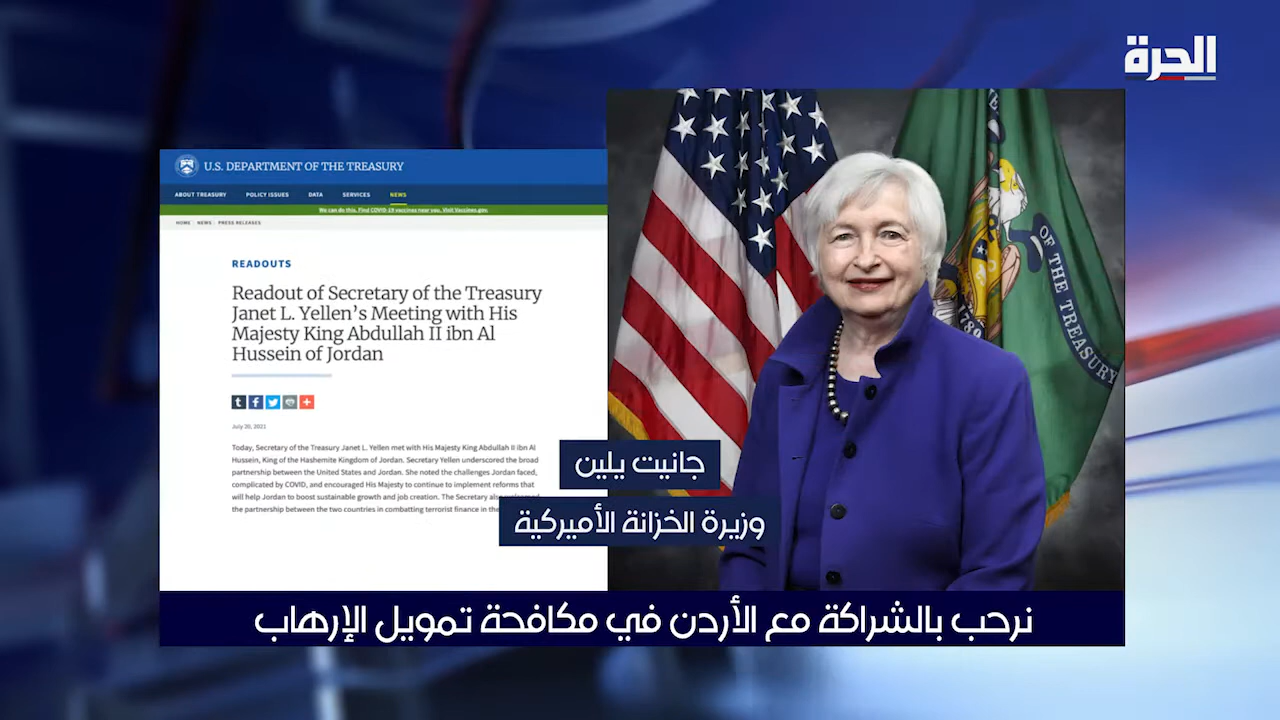 الحرة
U.S. DEPARTMENT OF THE TREASURY
ABOUT TREASURY POLICY ISSUES DATA SERVICES NEWS
We can do this. Find COVID-19 vaccines near you. Visit Vaccines.gov.
HOME NEWS PRESS RELEASES
READOUTS
Readout of Secretary of the Treasury
Janet L. Yellen’s Meeting with His
Majesty King Abdullah II ibn Al
Hussein of Jordan
July 20, 2021
Today, Secretary of the Treasury Janet L. Yellen met with His Majesty King Abdullah II ibn Al
Hussein, King of the Hashemite Kingdom of Jordan. Secretary Yellen underscored the broad
partnership between the United States and Jordan. She noted the challenges Jordan faced,
complicated by COVID, and encouraged His Majesty to continue to implement reforms that
will help Jordan to boost sustainable growth and job creation. The Secretary also
the partnership between the two countries in combatting terrorist finance in the
OF THE TREASURY
1789
جانيت يلين
وزيرة الخزانة الأميركية
نرحب بالشراكة مع الأردن في مكافحة تمويل الإرهاب